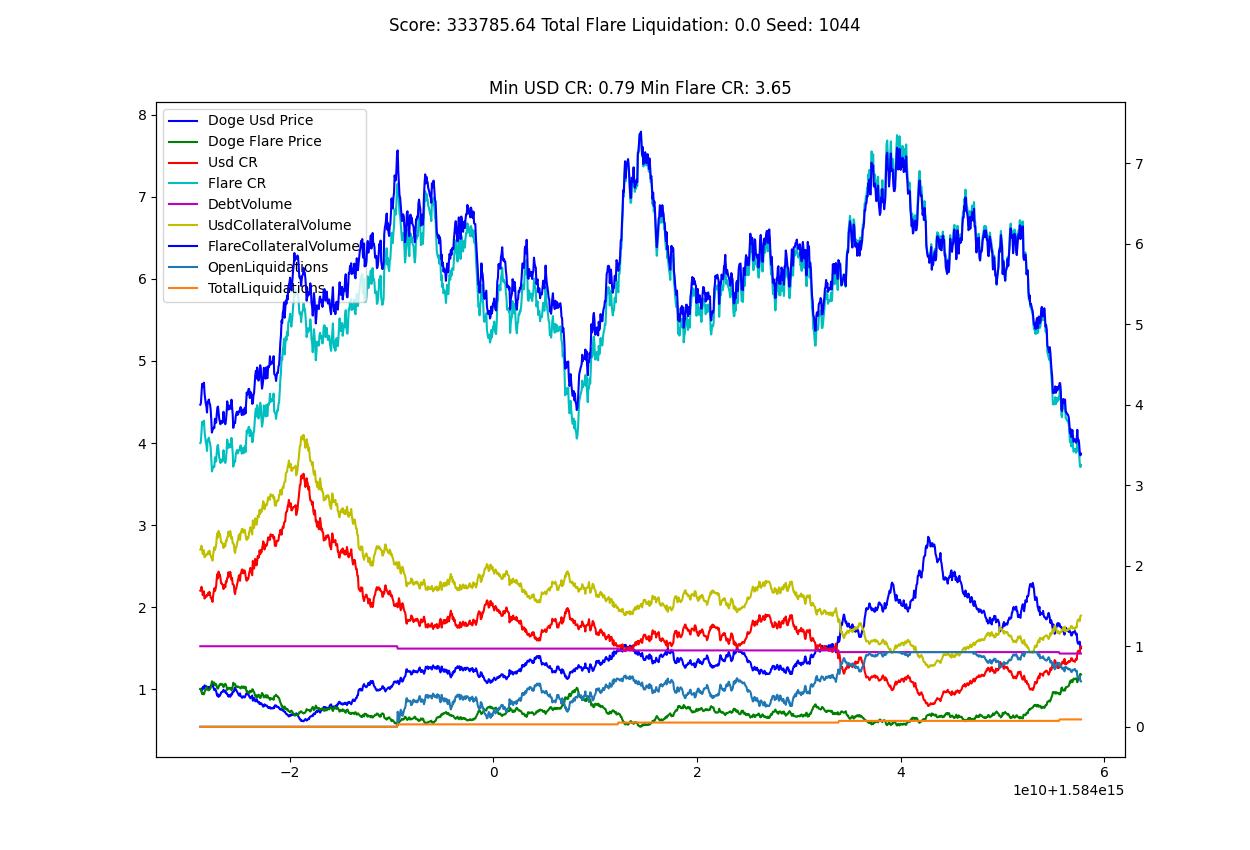 Score: 333785.64 Total Flare Liquidation: 0.0 Seed: 1044
Min USD CR: 0.79 Min Flare CR: 3.65
Doge Usd Price
Doge Flare Price
Usd CR
Flare CR
DebtVolume
UsdCollateralVolume
FlareCollateralVolume
OpenLiquidations
TotalLiquidations
8
7
6
5
4
3
2
1
7
6
5
4
3
2
1
0
−2
0
2
4
6
1e10+1.584e15